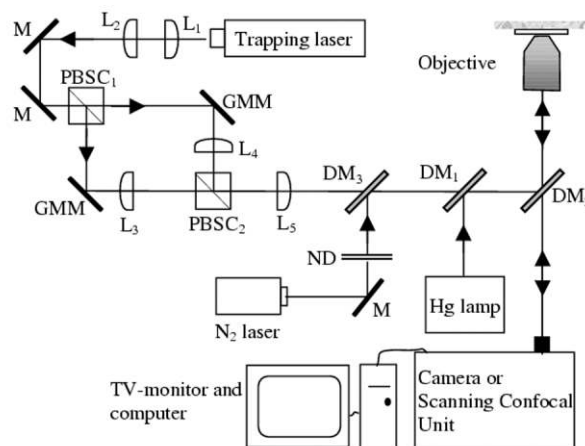 M
L₂
L₁
Trapping laser
Objective
PBSC₁
M
GMM
L₄
GMM
L₃
PBSC₂
L₅
DM₃
DM₁
DM
ND
N₂ laser
M
Hg lamp
TV-monitor and
computer
Camera or
Scanning Confocal
Unit